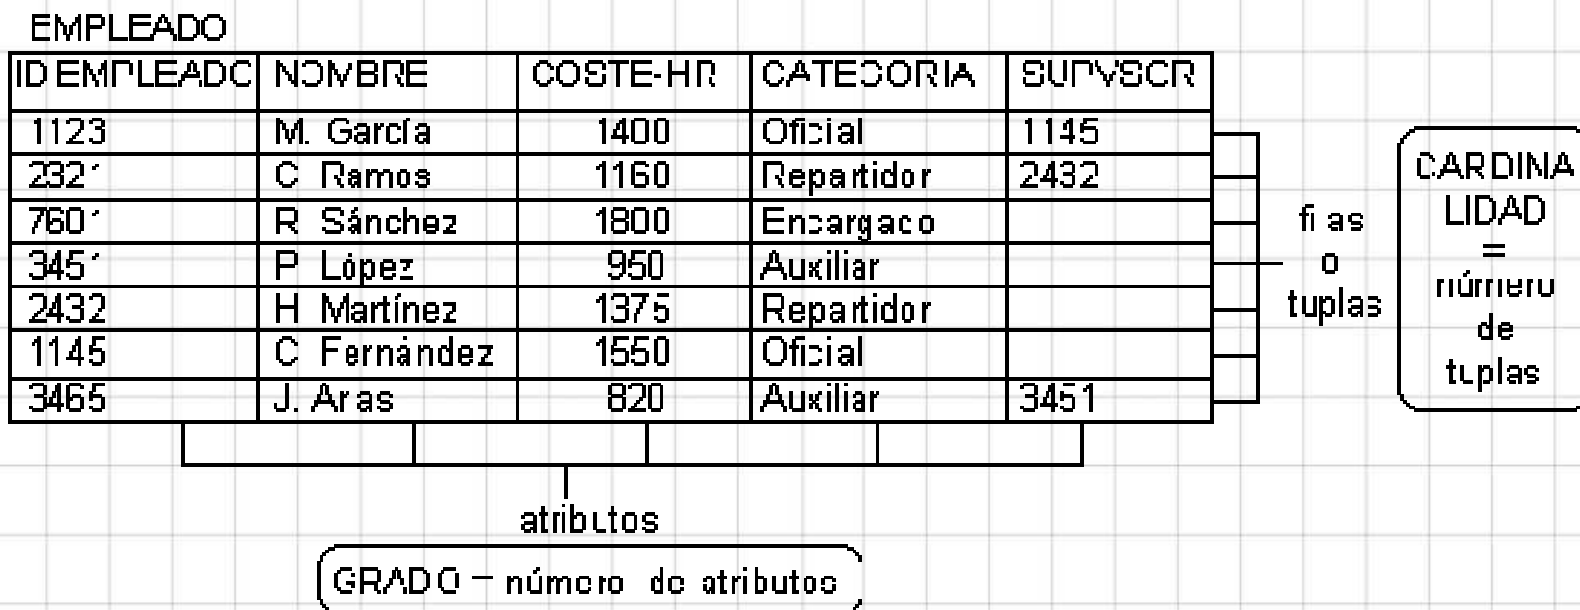 EMPLEADO
ID EMPLEADO NOMBRE COSTE-HR CATEGORIA SUPVSOR
1123 M. García 1400 Oficial 1145
2321 C Ramos 1160 Repartidor 2432
7601 R Sánchez 1800 Encargado
3451 P López 950 Auxiliar
2432 H Martínez 1375 Repartidor
1145 C Fernández 1550 Oficial
3465 J. Arias 820 Auxiliar 3451
filas
o
tuplas
CARDINA
LIDAD
=
número
de
tuplas
atributos
GRADO = número de atributos